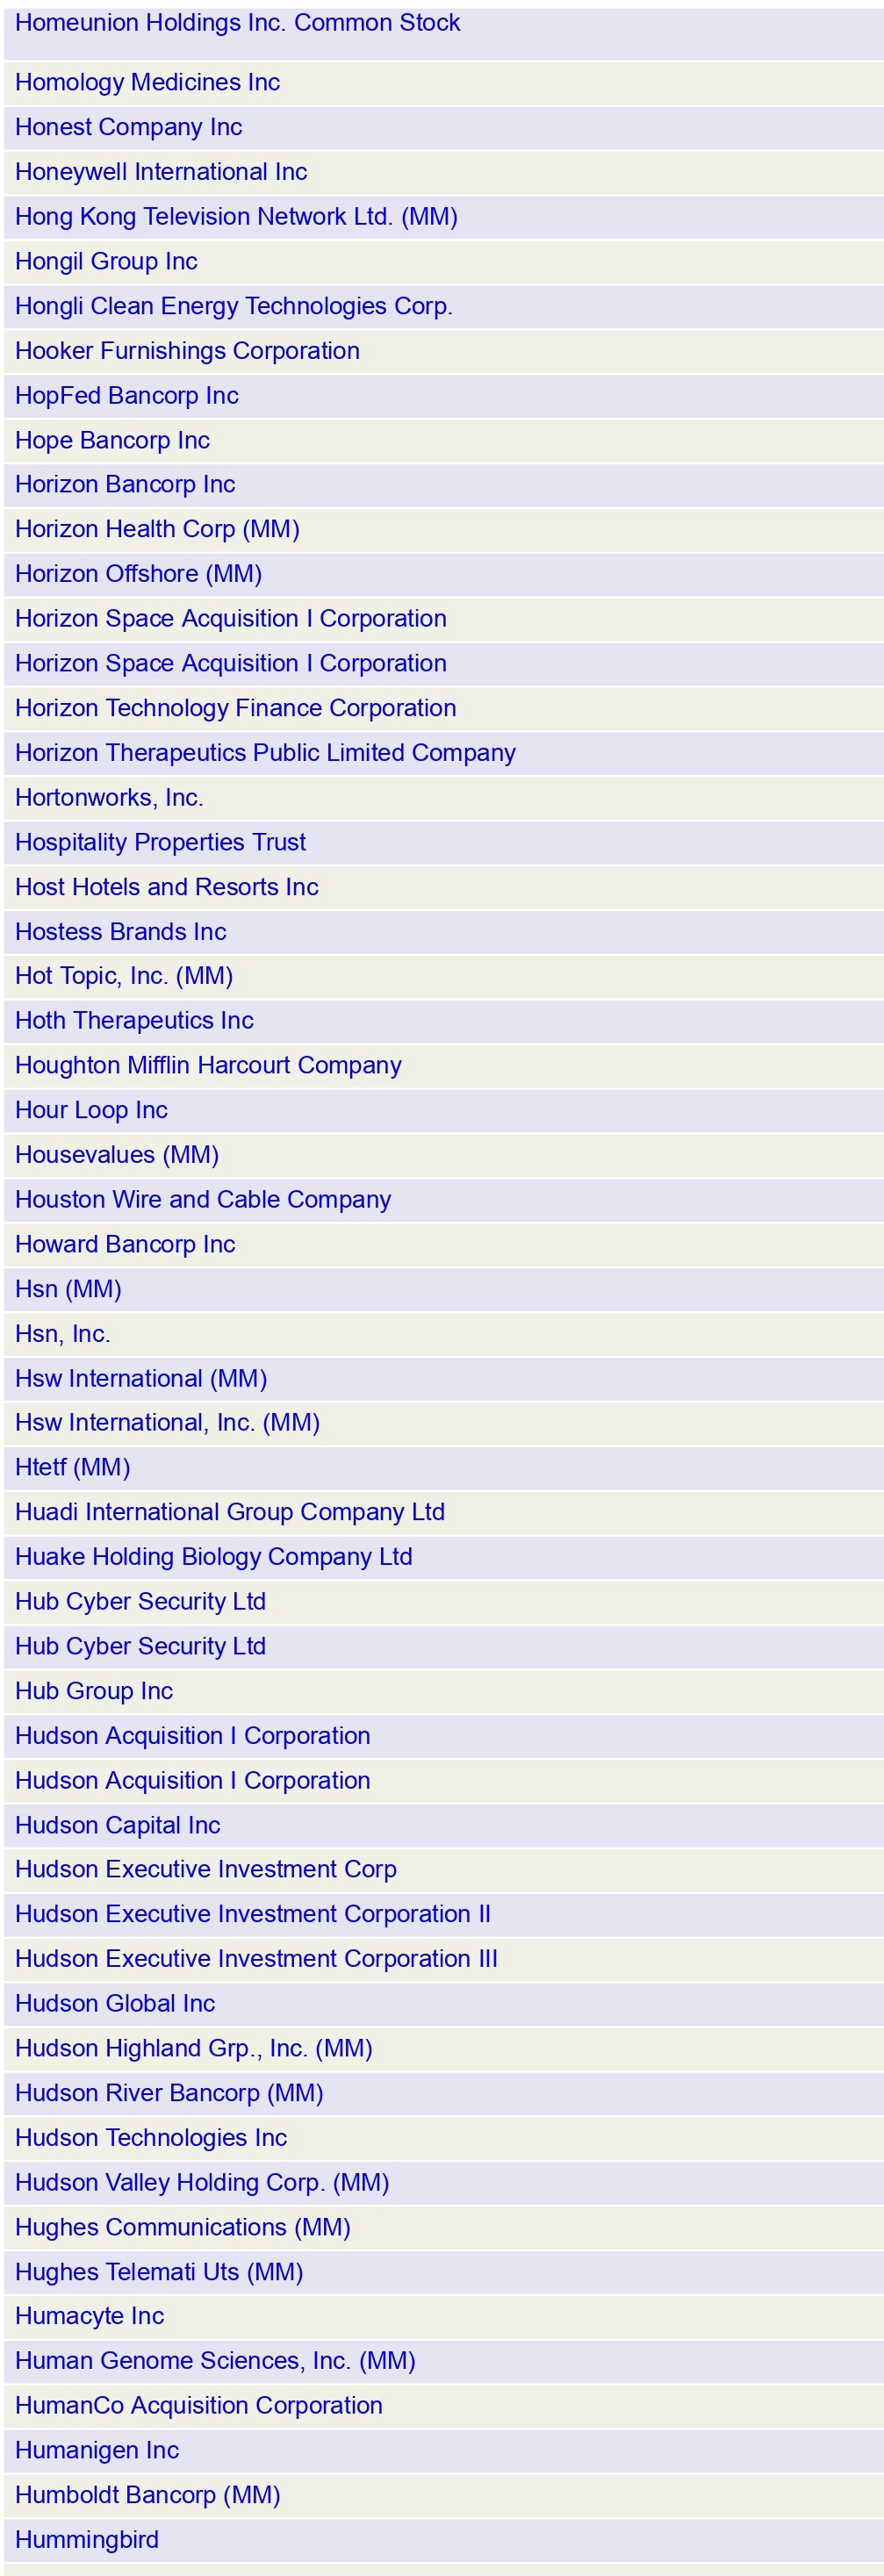 Homeunion Holdings Inc. Common Stock
Homology Medicines Inc
Honest Company Inc
Honeywell International Inc
Hong Kong Television Network Ltd. (MM)
Hongil Group Inc
Hongli Clean Energy Technologies Corp.
Hooker Furnishings Corporation
HopFed Bancorp Inc
Hope Bancorp Inc
Horizon Bancorp Inc
Horizon Health Corp (MM)
Horizon Offshore (MM)
Horizon Space Acquisition I Corporation
Horizon Space Acquisition I Corporation
Horizon Technology Finance Corporation
Horizon Therapeutics Public Limited Company
Hortonworks, Inc.
Hospitality Properties Trust
Host Hotels and Resorts Inc
Hostess Brands Inc
Hot Topic, Inc. (MM)
Hoth Therapeutics Inc
Houghton Mifflin Harcourt Company
Hour Loop Inc
Housevalues (MM)
Houston Wire and Cable Company
Howard Bancorp Inc
Hsn (MM)
Hsn, Inc.
Hsw International (MM)
Hsw International, Inc. (MM)
Htetf (MM)
Huadi International Group Company Ltd
Huake Holding Biology Company Ltd
Hub Cyber Security Ltd
Hub Cyber Security Ltd
Hub Group Inc
Hudson Acquisition I Corporation
Hudson Acquisition I Corporation
Hudson Capital Inc
Hudson Executive Investment Corp
Hudson Executive Investment Corporation II
Hudson Executive Investment Corporation III
Hudson Global Inc
Hudson Highland Grp., Inc. (MM)
Hudson River Bancorp (MM)
Hudson Technologies Inc
Hudson Valley Holding Corp. (MM)
Hughes Communications (MM)
Hughes Telemati Uts (MM)
Humacyte Inc
Human Genome Sciences, Inc. (MM)
HumanCo Acquisition Corporation
Humanigen Inc
Humboldt Bancorp (MM)
Hummingbird